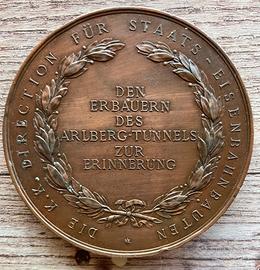 DIE K.K. DIRECTION FÜR STAATS-EISENBAHNBAUTEN
DEN
ERBAUERN
DES
ARLBERG-TUNNELS
ZUR
ERINNERUNG